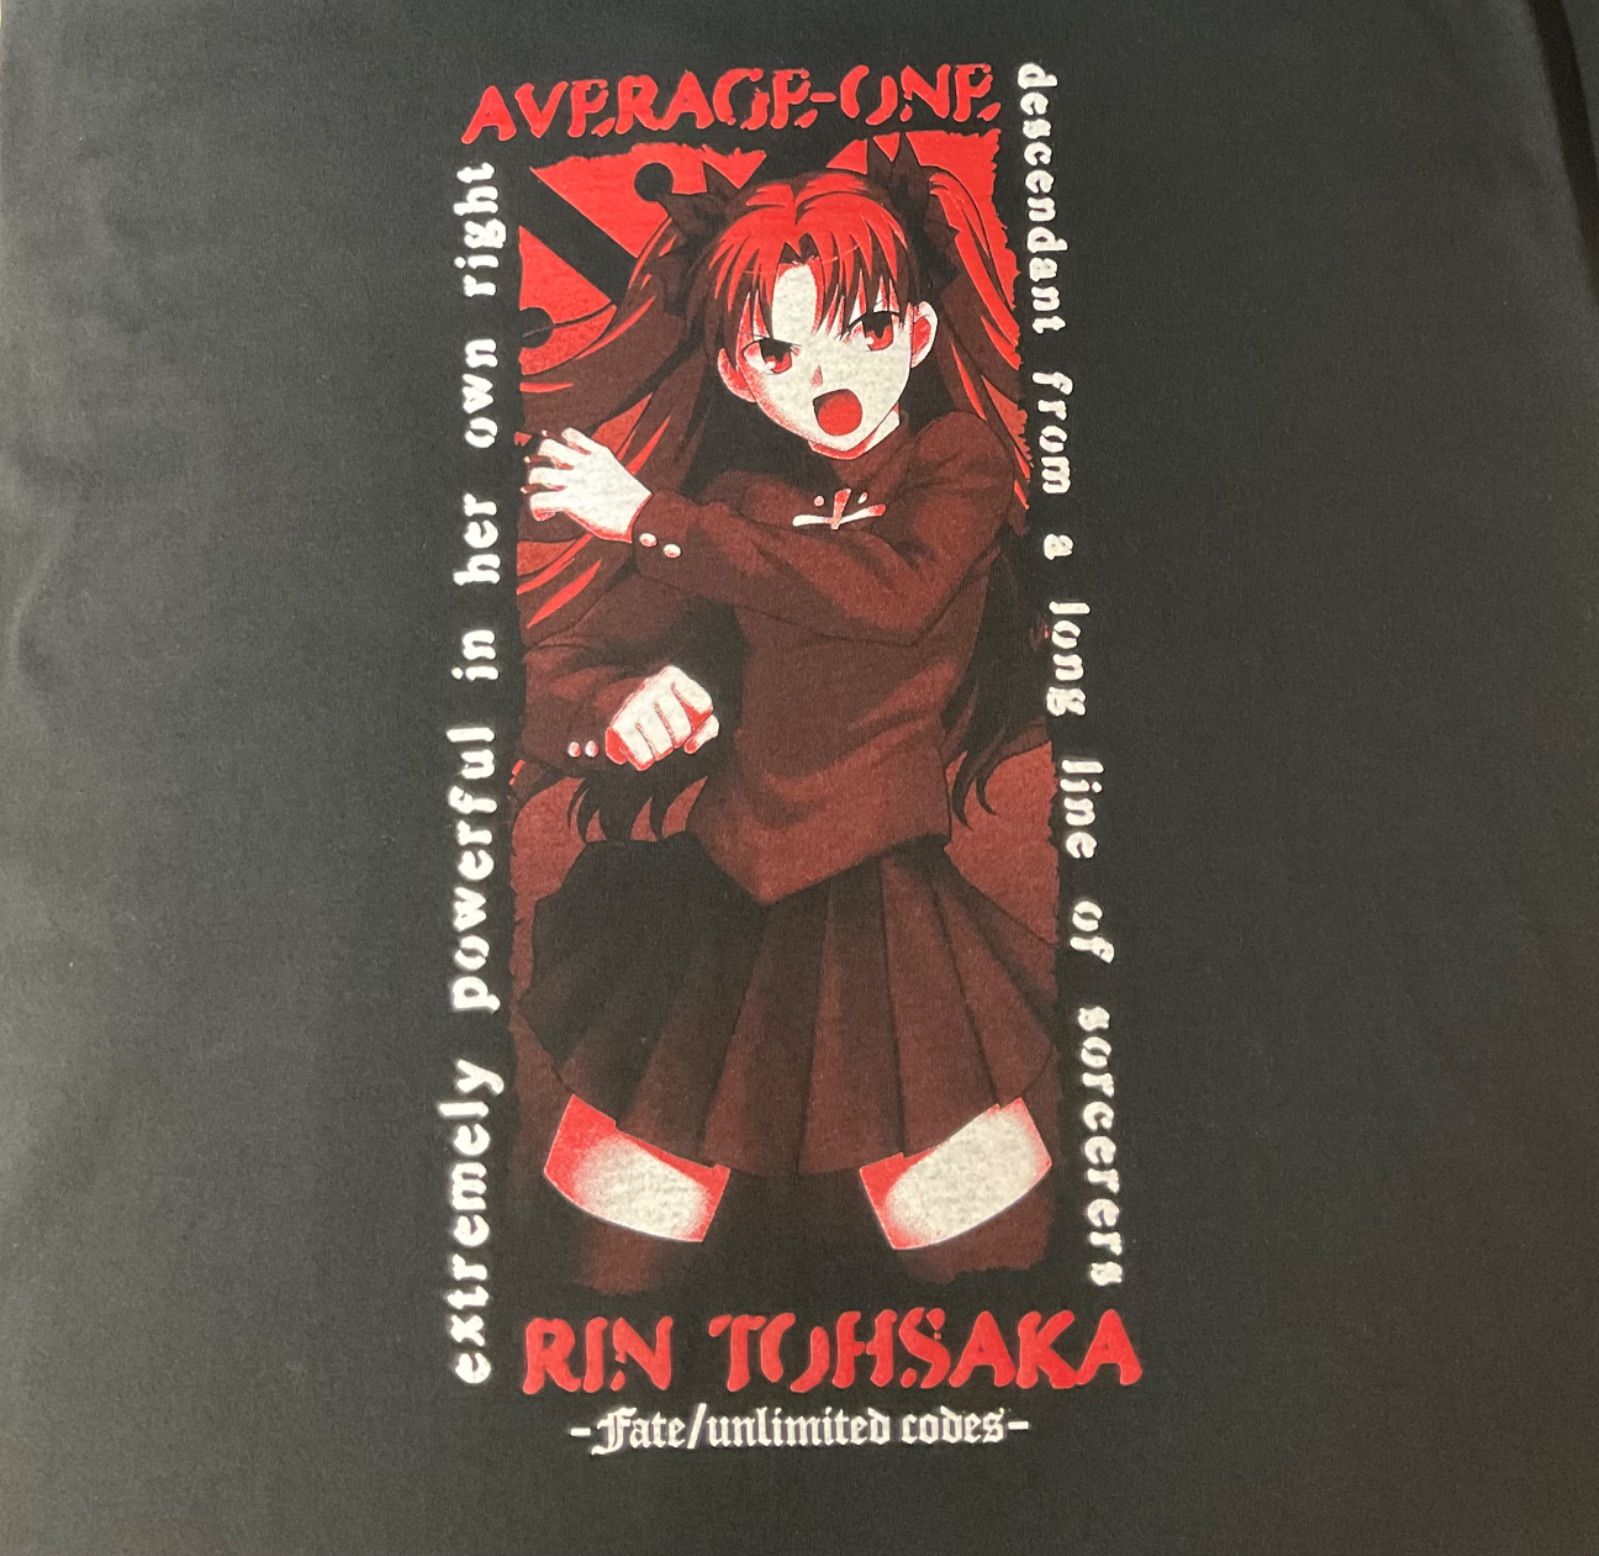 AVERAGE-ONE
extremely powerful in her own right
descendant from a long line of sorcerers
RIN TOHSAKA
-Fate/unlimited codes-